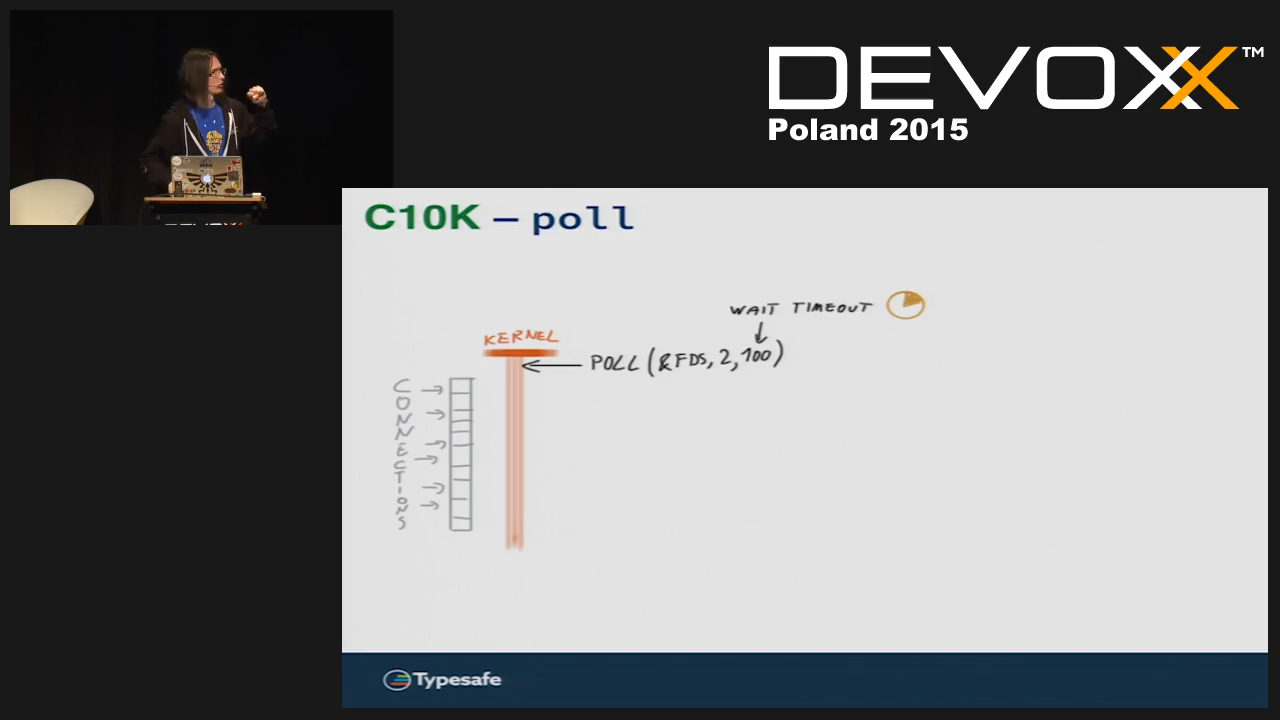 DEVOXX™
Poland 2015
C10K – poll
WAIT TIMEOUT
KERNEL
POLL(&FDS, 2, 100)
CONNECTIONS
Typesafe